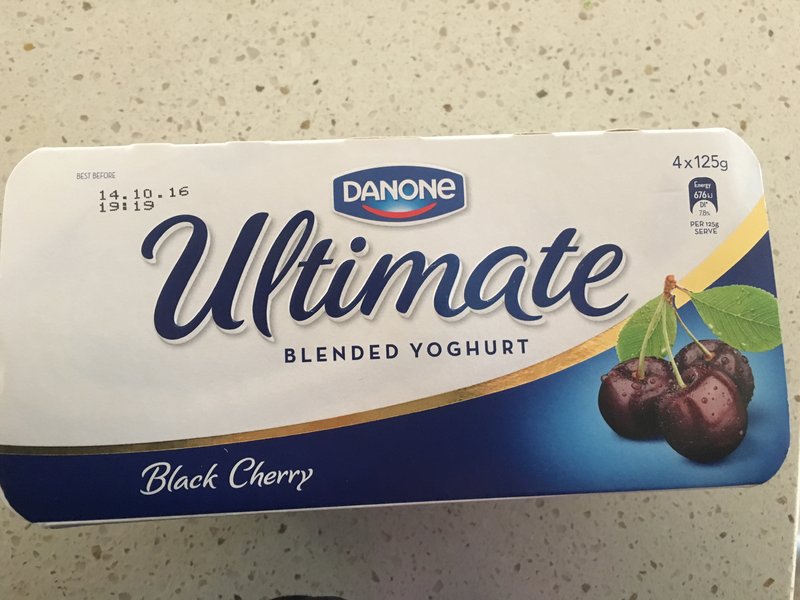 BEST BEFORE
14.10.16
19:19
DANONE
4x125g
Energy
676kJ
DI*
7.8%
PER 125g
SERVE
Ultimate
BLENDED YOGHURT
Black Cherry